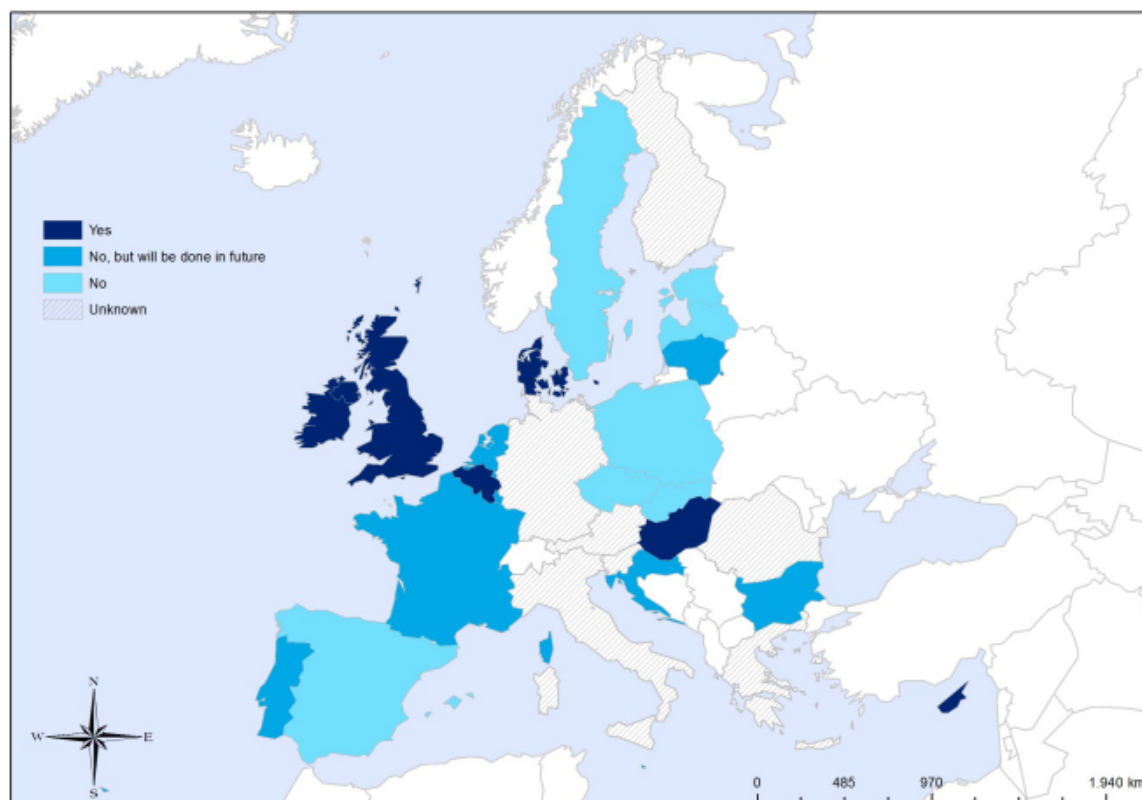 Yes
No, but will be done in future
No
Unknown
N
W E
S
0 485 970 1.940 km